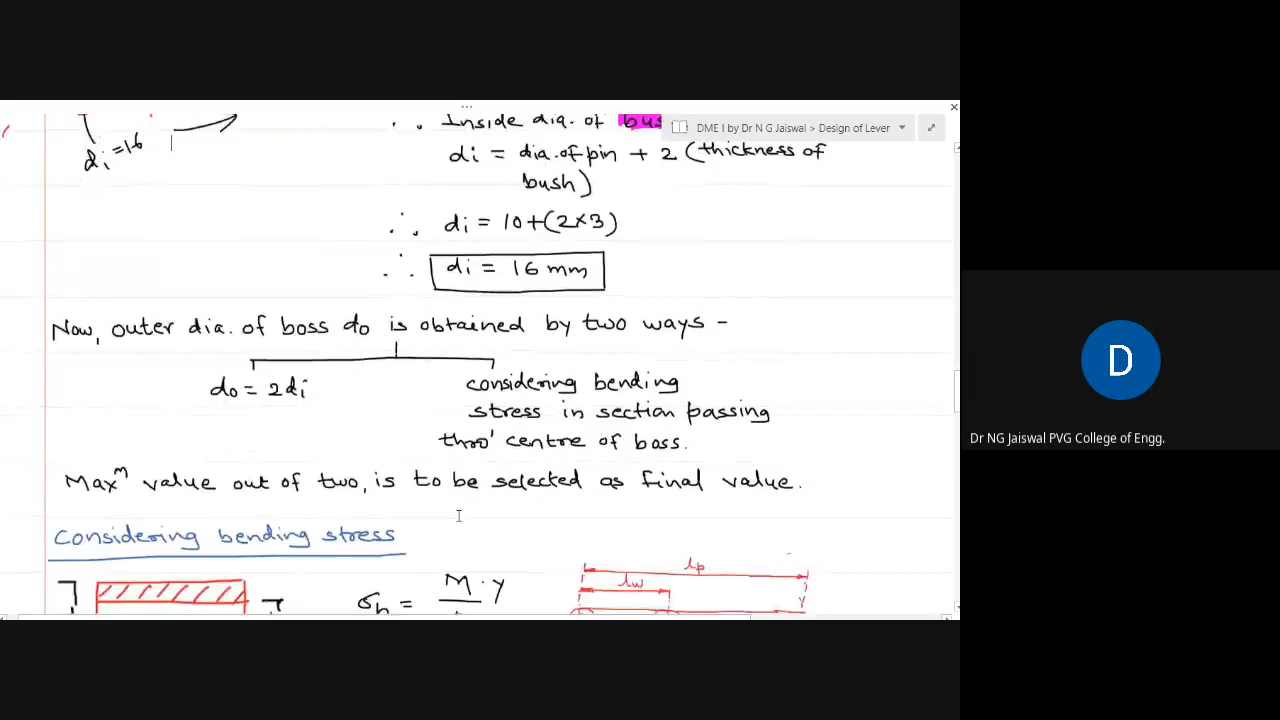 ∴ Inside dia. of bus
DME I by Dr N G Jaiswal > Design of Lever
di = 16
di = dia. of pin + 2 (thickness of
bush)
∴ di = 10+(2×3)
∴ di = 16 mm
Now, outer dia. of boss do is obtained by two ways -
do = 2di
considering bending
stress in section passing
thro' centre of boss.
Maxᵐ value out of two, is to be selected as final value.
Considering bending stress
lp
lw
σb = M·y
D
Dr NG Jaiswal PVG College of Engg.